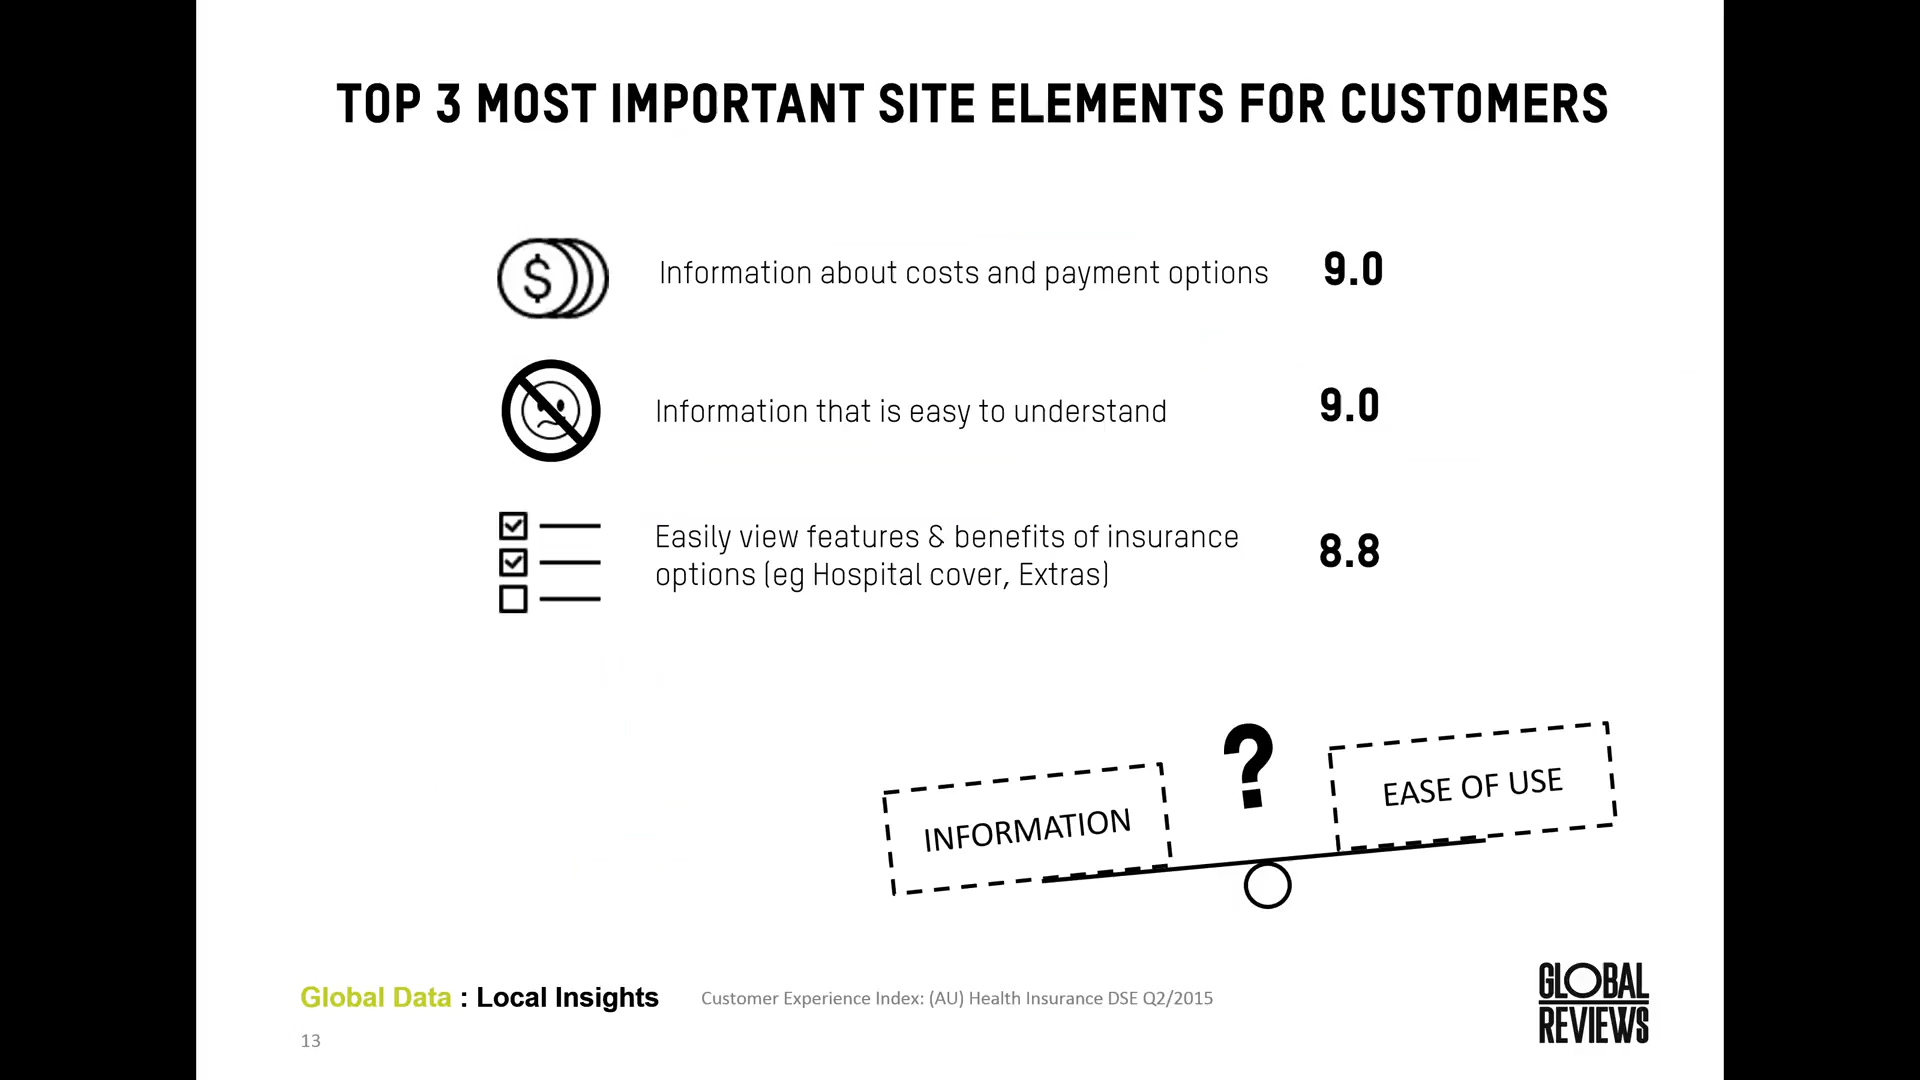 TOP 3 MOST IMPORTANT SITE ELEMENTS FOR CUSTOMERS
$
Information about costs and payment options 9.0
Information that is easy to understand 9.0
Easily view features & benefits of insurance
options (eg Hospital cover, Extras) 8.8
?
INFORMATION
EASE OF USE
Global Data : Local Insights
Customer Experience Index: (AU) Health Insurance DSE Q2/2015
GLOBAL
REVIEWS
13